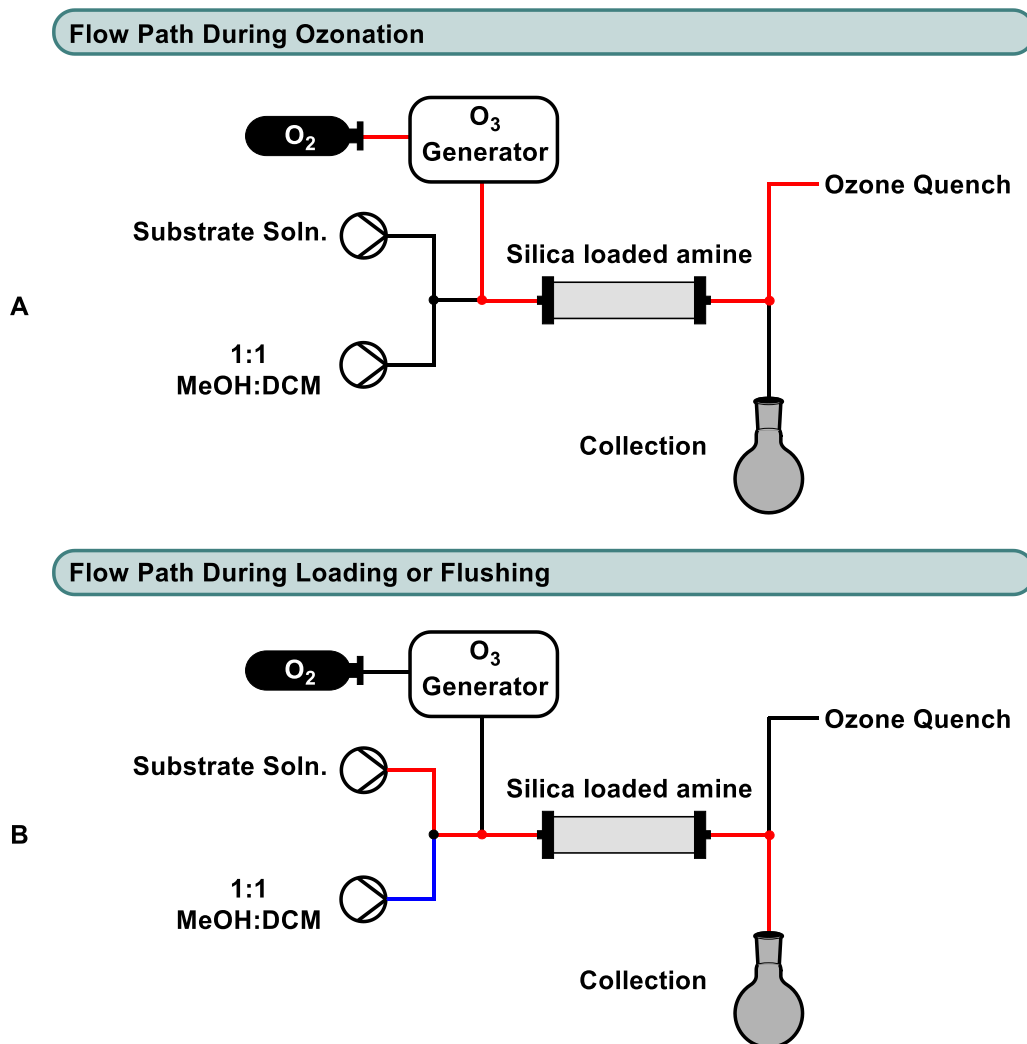 Flow Path During Ozonation
O₂
O₃
Generator
Ozone Quench
Substrate Soln.
Silica loaded amine
A
1:1
MeOH:DCM
Collection
Flow Path During Loading or Flushing
O₂
O₃
Generator
Ozone Quench
Substrate Soln.
Silica loaded amine
B
1:1
MeOH:DCM
Collection